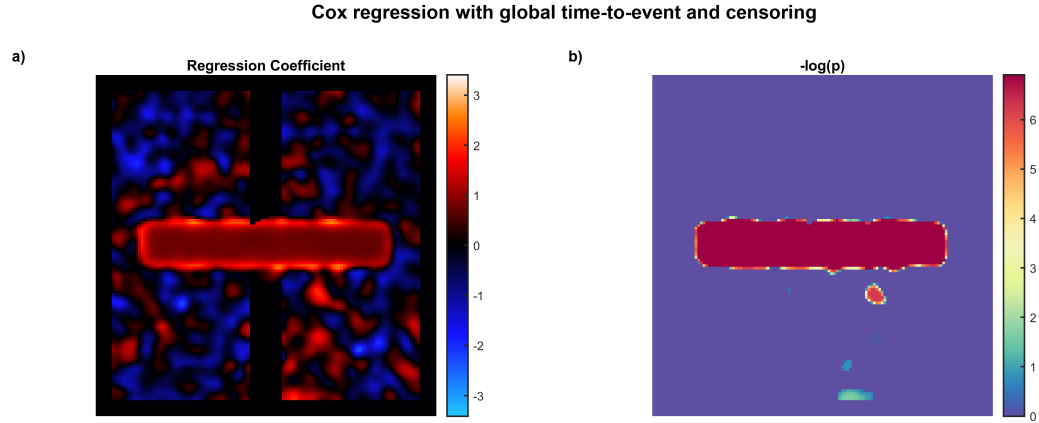 Cox regression with global time-to-event and censoring
a)
Regression Coefficient
3
2
1
0
-1
-2
-3
b)
-log(p)
6
5
4
3
2
1
0